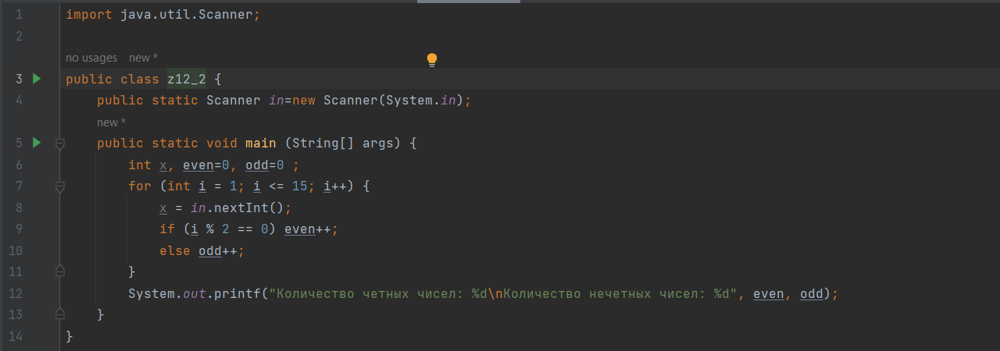 1 import java.util.Scanner;
2
no usages new *
3 public class z12_2 {
4 public static Scanner in=new Scanner(System.in);
new *
5 public static void main (String[] args) {
6 int x, even=0, odd=0 ;
7 for (int i = 1; i <= 15; i++) {
8 x = in.nextInt();
9 if (i % 2 == 0) even++;
10 else odd++;
11 }
12 System.out.printf("Количество четных чисел: %d\nКоличество нечетных чисел: %d", even, odd);
13 }
14 }